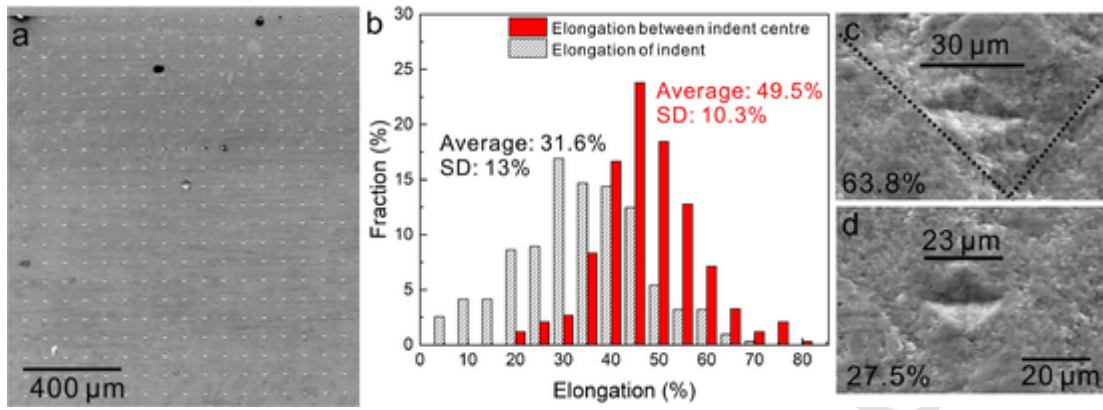 a
400 µm
b
30
25
20
15
10
5
0
Fraction (%)
Elongation between indent centre
Elongation of indent
Average: 49.5%
SD: 10.3%
Average: 31.6%
SD: 13%
0 10 20 30 40 50 60 70 80
Elongation (%)
c
30 µm
63.8%
d
23 µm
27.5%
20 µm